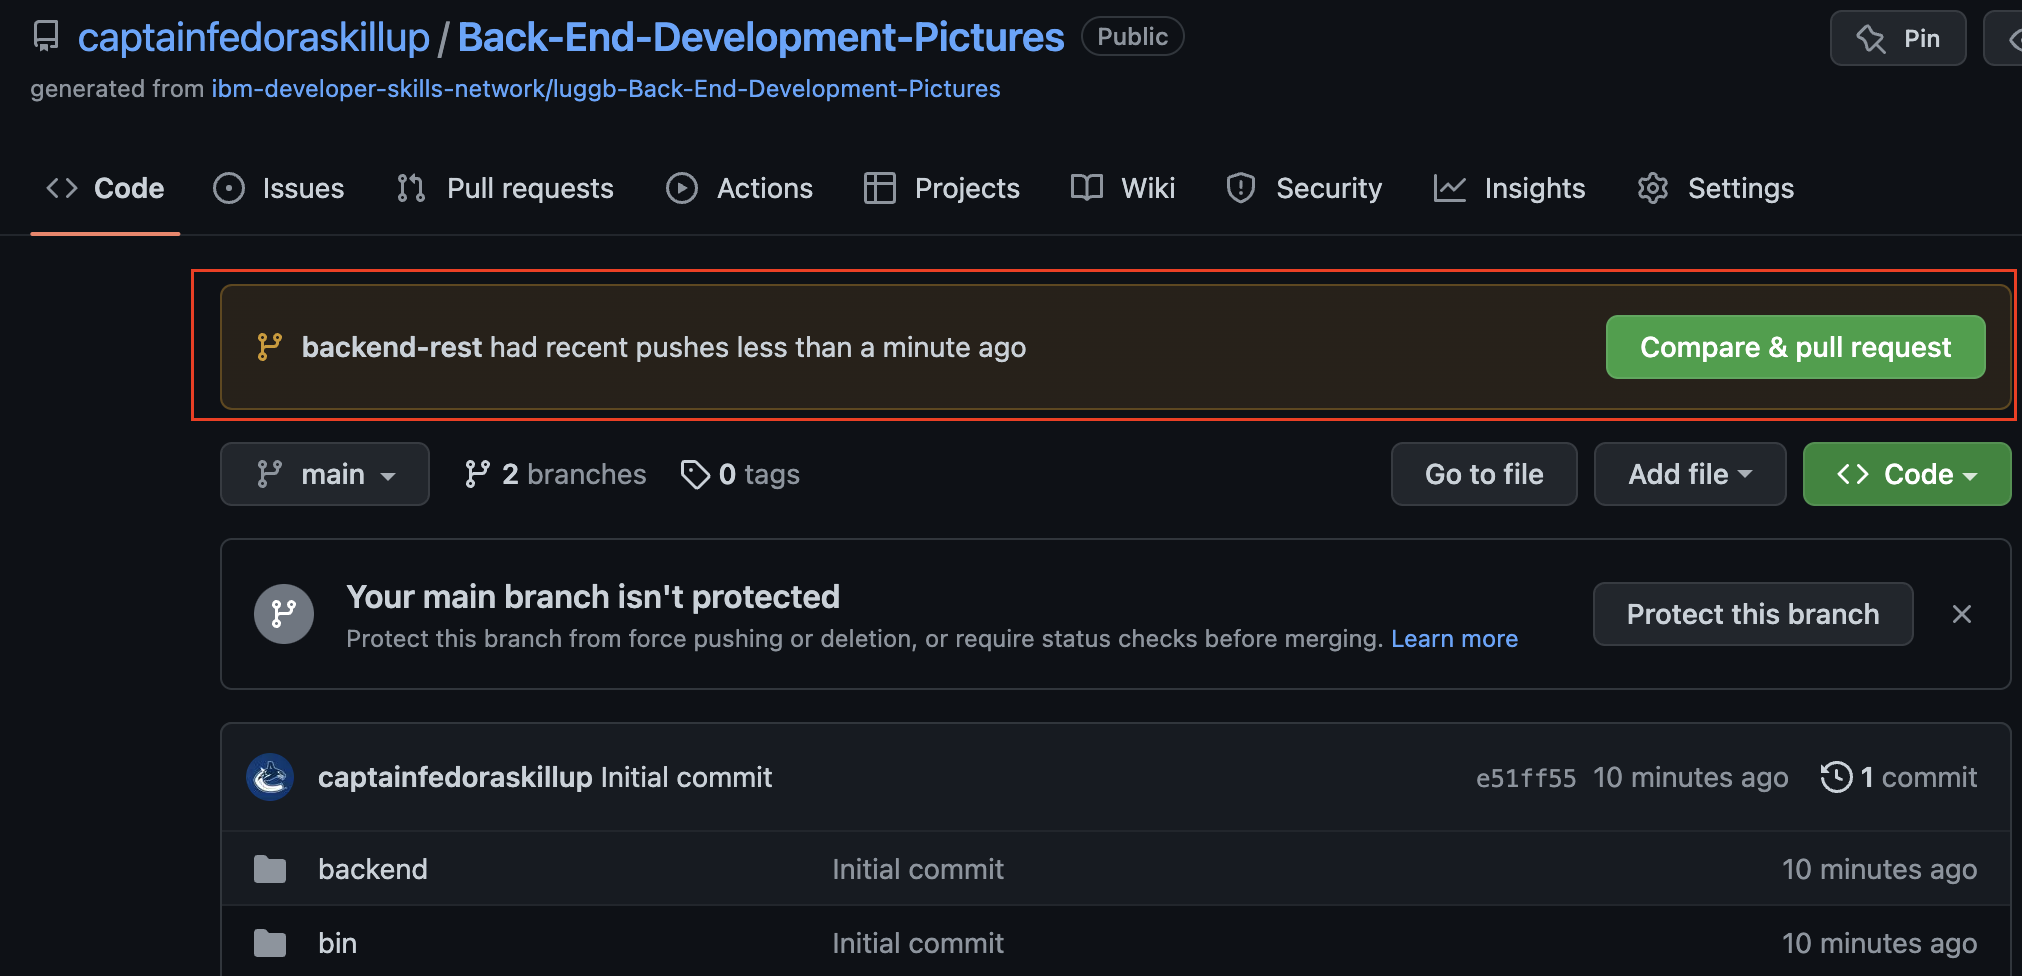 captainfedoraskillup / Back-End-Development-Pictures Public Pin
generated from ibm-developer-skills-network/luggb-Back-End-Development-Pictures
Code Issues Pull requests Actions Projects Wiki Security Insights Settings
backend-rest had recent pushes less than a minute ago Compare & pull request
main 2 branches 0 tags Go to file Add file Code
Your main branch isn't protected
Protect this branch from force pushing or deletion, or require status checks before merging. Learn more Protect this branch
captainfedoraskillup Initial commit e51ff55 10 minutes ago 1 commit
backend Initial commit 10 minutes ago
bin Initial commit 10 minutes ago